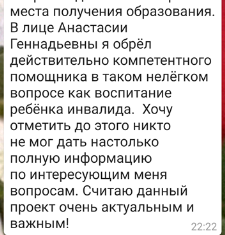 места получения образования.
В лице Анастасии
Геннадьевны я обрёл
действительно компетентного
помощника в таком нелёгком
вопросе как воспитание
ребёнка инвалида.  Хочу
отметить до этого никто
не мог дать настолько
полную информацию
по интересующим меня
вопросам. Считаю данный
проект очень актуальным и
важным!
22:22